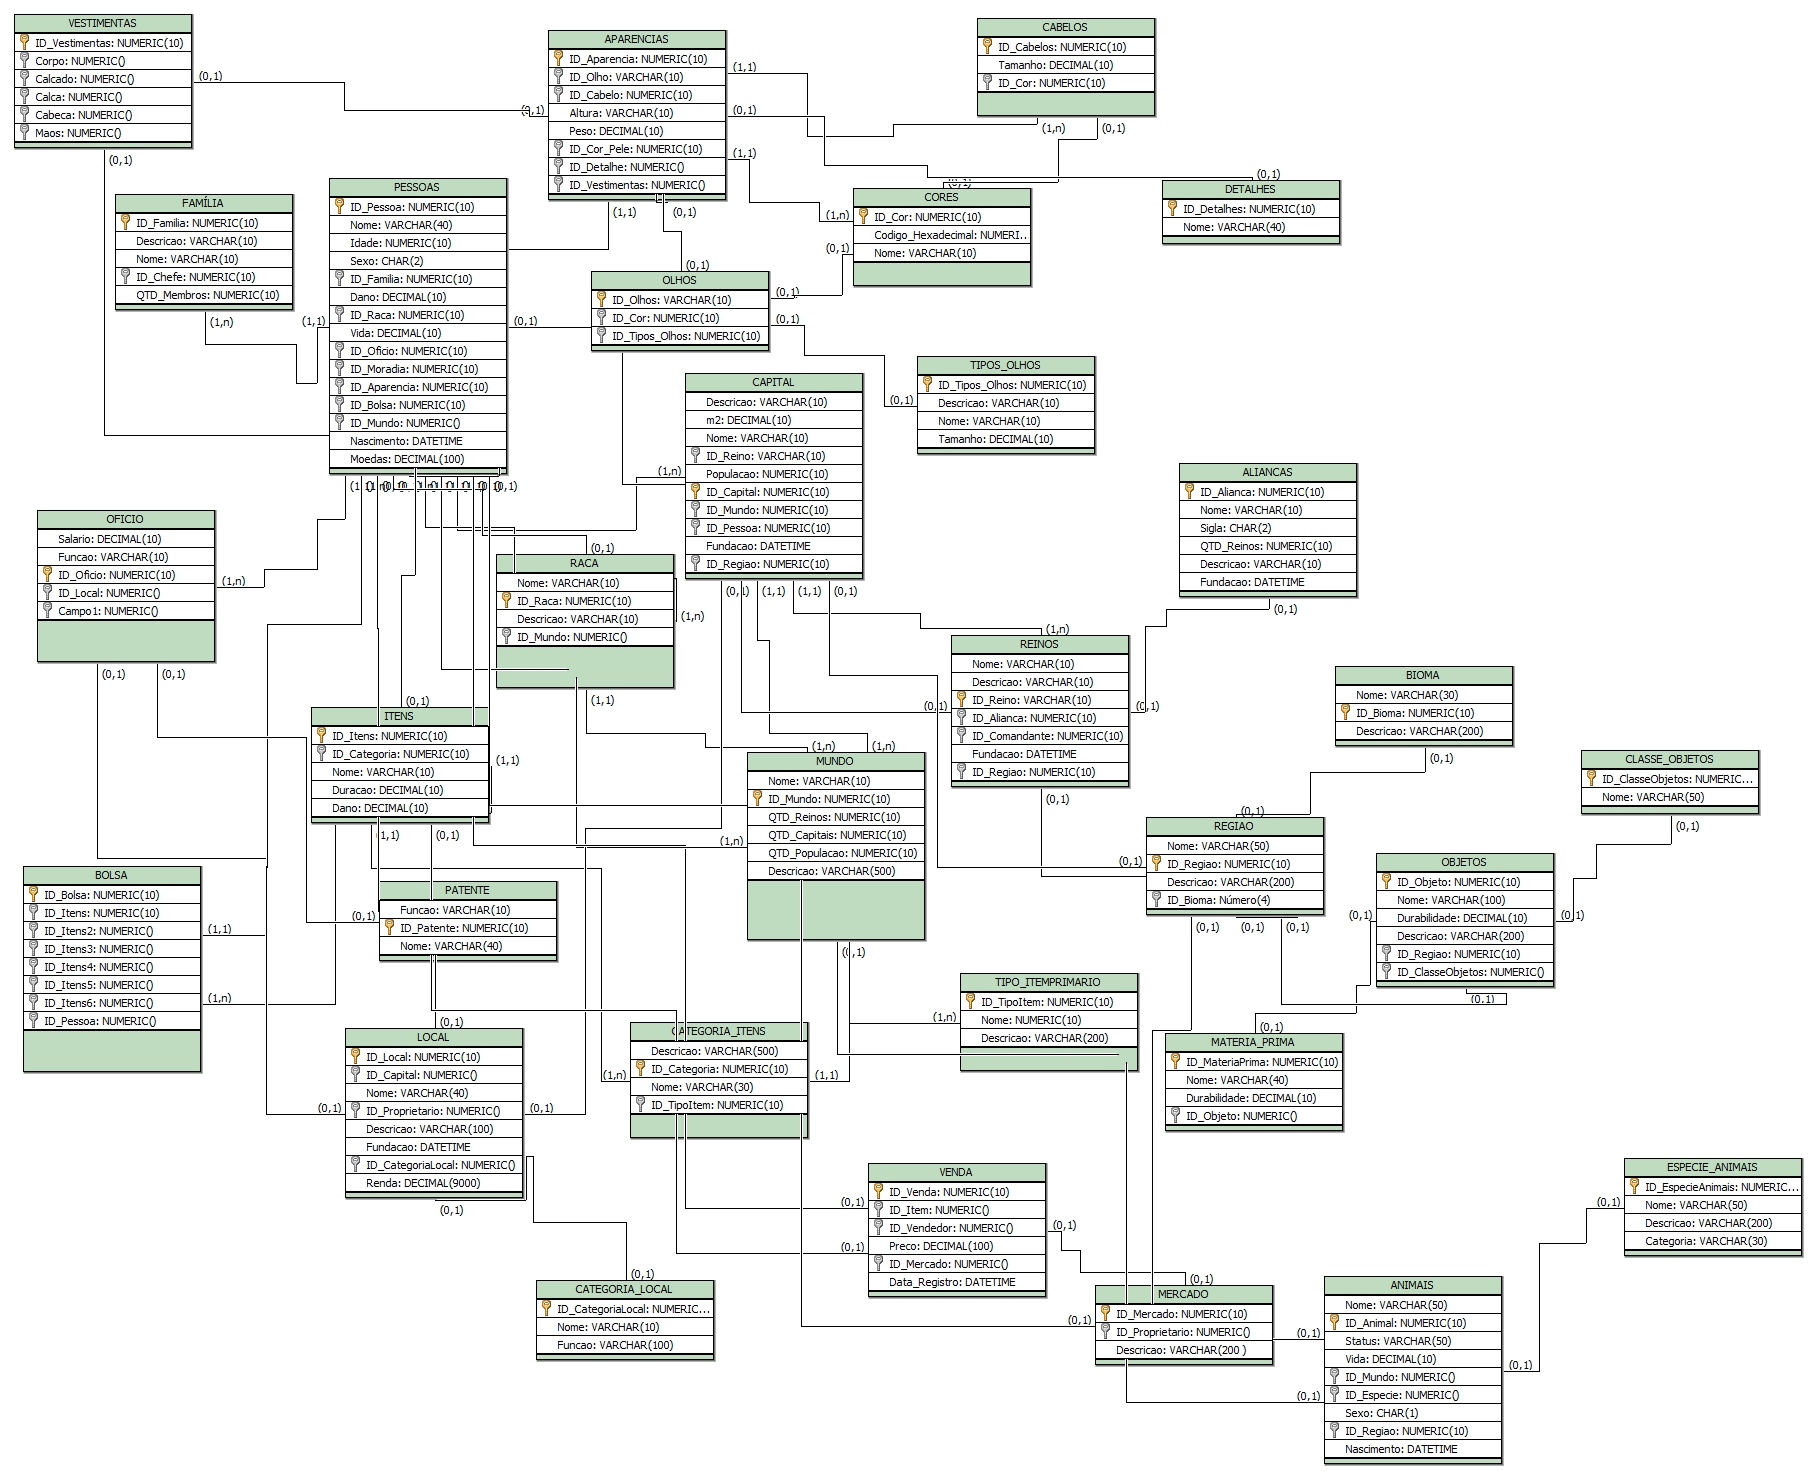 VESTIMENTAS
ID_Vestimentas: NUMERIC(10)
Corpo: NUMERIC()
Calcado: NUMERIC()
Calca: NUMERIC()
Cabeca: NUMERIC()
Maos: NUMERIC()
(0,1)
(0,1)
APARENCIAS
ID_Aparencia: NUMERIC(10)
ID_Olho: VARCHAR(10)
ID_Cabelo: NUMERIC(10)
Altura: VARCHAR(10)
Peso: DECIMAL(10)
ID_Cor_Pele: NUMERIC(10)
ID_Detalhe: NUMERIC()
ID_Vestimentas: NUMERIC()
(1,1)
(0,1)
(1,1)
(1,1)
(0,1)
CABELOS
ID_Cabelos: NUMERIC(10)
Tamanho: DECIMAL(10)
ID_Cor: NUMERIC(10)
(1,n)
(0,1)
DETALHES
ID_Detalhes: NUMERIC(10)
Nome: VARCHAR(40)
(0,1)
CORES
ID_Cor: NUMERIC(10)
Codigo_Hexadecimal: NUMERI...
Nome: VARCHAR(10)
(1,n)
(0,1)
FAMÍLIA
ID_Familia: NUMERIC(10)
Descricao: VARCHAR(10)
Nome: VARCHAR(10)
ID_Chefe: NUMERIC(10)
QTD_Membros: NUMERIC(10)
(1,n)
(1,1)
PESSOAS
ID_Pessoa: NUMERIC(10)
Nome: VARCHAR(40)
Idade: NUMERIC(10)
Sexo: CHAR(2)
ID_Familia: NUMERIC(10)
Dano: DECIMAL(10)
ID_Raca: NUMERIC(10)
Vida: DECIMAL(10)
ID_Oficio: NUMERIC(10)
ID_Moradia: NUMERIC(10)
ID_Aparencia: NUMERIC(10)
ID_Bolsa: NUMERIC(10)
ID_Mundo: NUMERIC()
Nascimento: DATETIME
Moedas: DECIMAL(100)
(0,1)
OLHOS
ID_Olhos: VARCHAR(10)
ID_Cor: NUMERIC(10)
ID_Tipos_Olhos: NUMERIC(10)
(0,1)
(0,1)
(0,1)
TIPOS_OLHOS
ID_Tipos_Olhos: NUMERIC(10)
Descricao: VARCHAR(10)
Nome: VARCHAR(10)
Tamanho: DECIMAL(10)
(0,1)
CAPITAL
Descricao: VARCHAR(10)
m2: DECIMAL(10)
Nome: VARCHAR(10)
ID_Reino: VARCHAR(10)
Populacao: NUMERIC(10)
ID_Capital: NUMERIC(10)
ID_Mundo: NUMERIC(10)
ID_Pessoa: NUMERIC(10)
Fundacao: DATETIME
ID_Regiao: NUMERIC(10)
(1,n)
(1,1)
(1,1)
(0,1)
ALIANCAS
ID_Alianca: NUMERIC(10)
Nome: VARCHAR(10)
Sigla: CHAR(2)
QTD_Reinos: NUMERIC(10)
Descricao: VARCHAR(10)
Fundacao: DATETIME
(0,1)
OFICIO
Salario: DECIMAL(10)
Funcao: VARCHAR(10)
ID_Oficio: NUMERIC(10)
ID_Local: NUMERIC()
Campo1: NUMERIC()
(1,n)
(0,1)
(0,1)
RACA
Nome: VARCHAR(10)
ID_Raca: NUMERIC(10)
Descricao: VARCHAR(10)
ID_Mundo: NUMERIC()
(0,1)
(1,n)
(1,1)
REINOS
Nome: VARCHAR(10)
Descricao: VARCHAR(10)
ID_Reino: VARCHAR(10)
ID_Alianca: NUMERIC(10)
ID_Comandante: NUMERIC(10)
Fundacao: DATETIME
ID_Regiao: NUMERIC(10)
(1,n)
(0,1)
(0,1)
(0,1)
BIOMA
Nome: VARCHAR(30)
ID_Bioma: NUMERIC(10)
Descricao: VARCHAR(200)
(0,1)
CLASSE_OBJETOS
ID_ClasseObjetos: NUMERIC...
Nome: VARCHAR(50)
(0,1)
ITENS
ID_Itens: NUMERIC(10)
ID_Categoria: NUMERIC(10)
Nome: VARCHAR(10)
Duracao: DECIMAL(10)
Dano: DECIMAL(10)
(0,1)
(1,1)
(1,1)
(0,1)
MUNDO
Nome: VARCHAR(10)
ID_Mundo: NUMERIC(10)
QTD_Reinos: NUMERIC(10)
QTD_Capitais: NUMERIC(10)
QTD_Populacao: NUMERIC(10)
Descricao: VARCHAR(500)
(1,n)
(1,n)
(1,n)
(0,1)
REGIAO
Nome: VARCHAR(50)
ID_Regiao: NUMERIC(10)
Descricao: VARCHAR(200)
ID_Bioma: Número(4)
(0,1)
(0,1)
(0,1)
(0,1)
(0,1)
OBJETOS
ID_Objeto: NUMERIC(10)
Nome: VARCHAR(100)
Durabilidade: DECIMAL(10)
Descricao: VARCHAR(200)
ID_Regiao: NUMERIC(10)
ID_ClasseObjetos: NUMERIC()
(0,1)
(0,1)
(0,1)
BOLSA
ID_Bolsa: NUMERIC(10)
ID_Itens: NUMERIC(10)
ID_Itens2: NUMERIC()
ID_Itens3: NUMERIC()
ID_Itens4: NUMERIC()
ID_Itens5: NUMERIC()
ID_Itens6: NUMERIC()
ID_Pessoa: NUMERIC()
(1,1)
(1,n)
PATENTE
Funcao: VARCHAR(10)
ID_Patente: NUMERIC(10)
Nome: VARCHAR(40)
(0,1)
TIPO_ITEMPRIMARIO
ID_TipoItem: NUMERIC(10)
Nome: NUMERIC(10)
Descricao: VARCHAR(200)
(1,n)
LOCAL
ID_Local: NUMERIC(10)
ID_Capital: NUMERIC()
Nome: VARCHAR(40)
ID_Proprietario: NUMERIC()
Descricao: VARCHAR(100)
Fundacao: DATETIME
ID_CategoriaLocal: NUMERIC()
Renda: DECIMAL(9000)
(0,1)
(0,1)
(0,1)
(0,1)
CATEGORIA_ITENS
Descricao: VARCHAR(500)
ID_Categoria: NUMERIC(10)
Nome: VARCHAR(30)
ID_TipoItem: NUMERIC(10)
(1,n)
(1,1)
MATERIA_PRIMA
ID_MateriaPrima: NUMERIC(10)
Nome: VARCHAR(40)
Durabilidade: DECIMAL(10)
ID_Objeto: NUMERIC()
(0,1)
VENDA
ID_Venda: NUMERIC(10)
ID_Item: NUMERIC()
ID_Vendedor: NUMERIC()
Preco: DECIMAL(100)
ID_Mercado: NUMERIC()
Data_Registro: DATETIME
(0,1)
(0,1)
(0,1)
ESPECIE_ANIMAIS
ID_EspecieAnimais: NUMERIC...
Nome: VARCHAR(50)
Descricao: VARCHAR(200)
Categoria: VARCHAR(30)
(0,1)
CATEGORIA_LOCAL
ID_CategoriaLocal: NUMERIC...
Nome: VARCHAR(10)
Funcao: VARCHAR(100)
(0,1)
MERCADO
ID_Mercado: NUMERIC(10)
ID_Proprietario: NUMERIC()
Descricao: VARCHAR(200 )
(0,1)
(0,1)
ANIMAIS
Nome: VARCHAR(50)
ID_Animal: NUMERIC(10)
Status: VARCHAR(50)
Vida: DECIMAL(10)
ID_Mundo: NUMERIC()
ID_Especie: NUMERIC()
Sexo: CHAR(1)
ID_Regiao: NUMERIC(10)
Nascimento: DATETIME
(0,1)
(0,1)
(0,1)